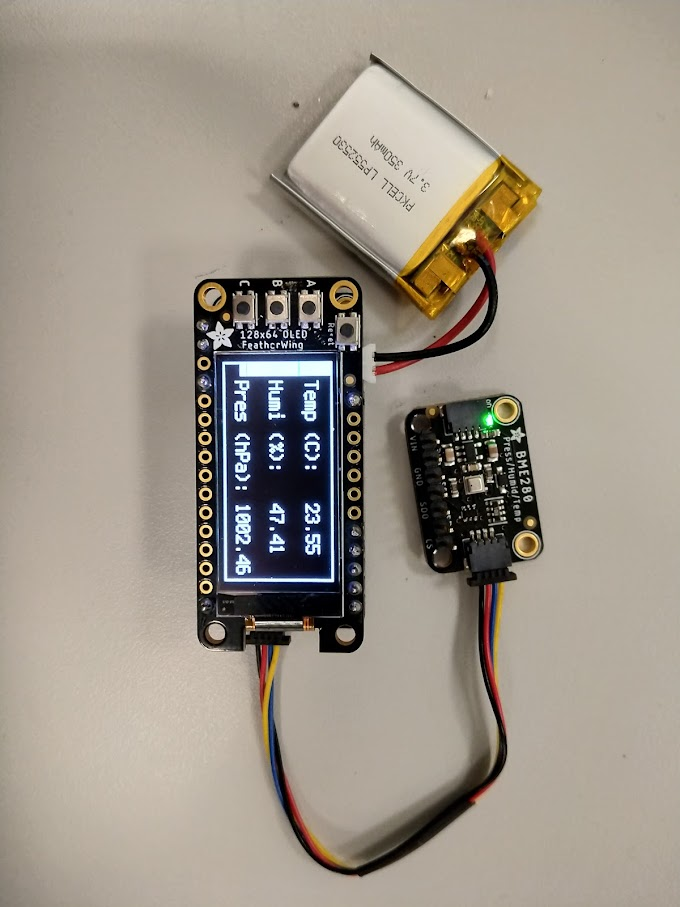 PKCELL LP552530
3.7V 350mAh
C
B
A
Reset
128x64 OLED
FeatherWing
Temp (C): 23.55
Humi (%): 47.41
Pres (hPa): 1002.46
on
BME280
Press/Humid/Temp
VIN
GND
SDO
CS